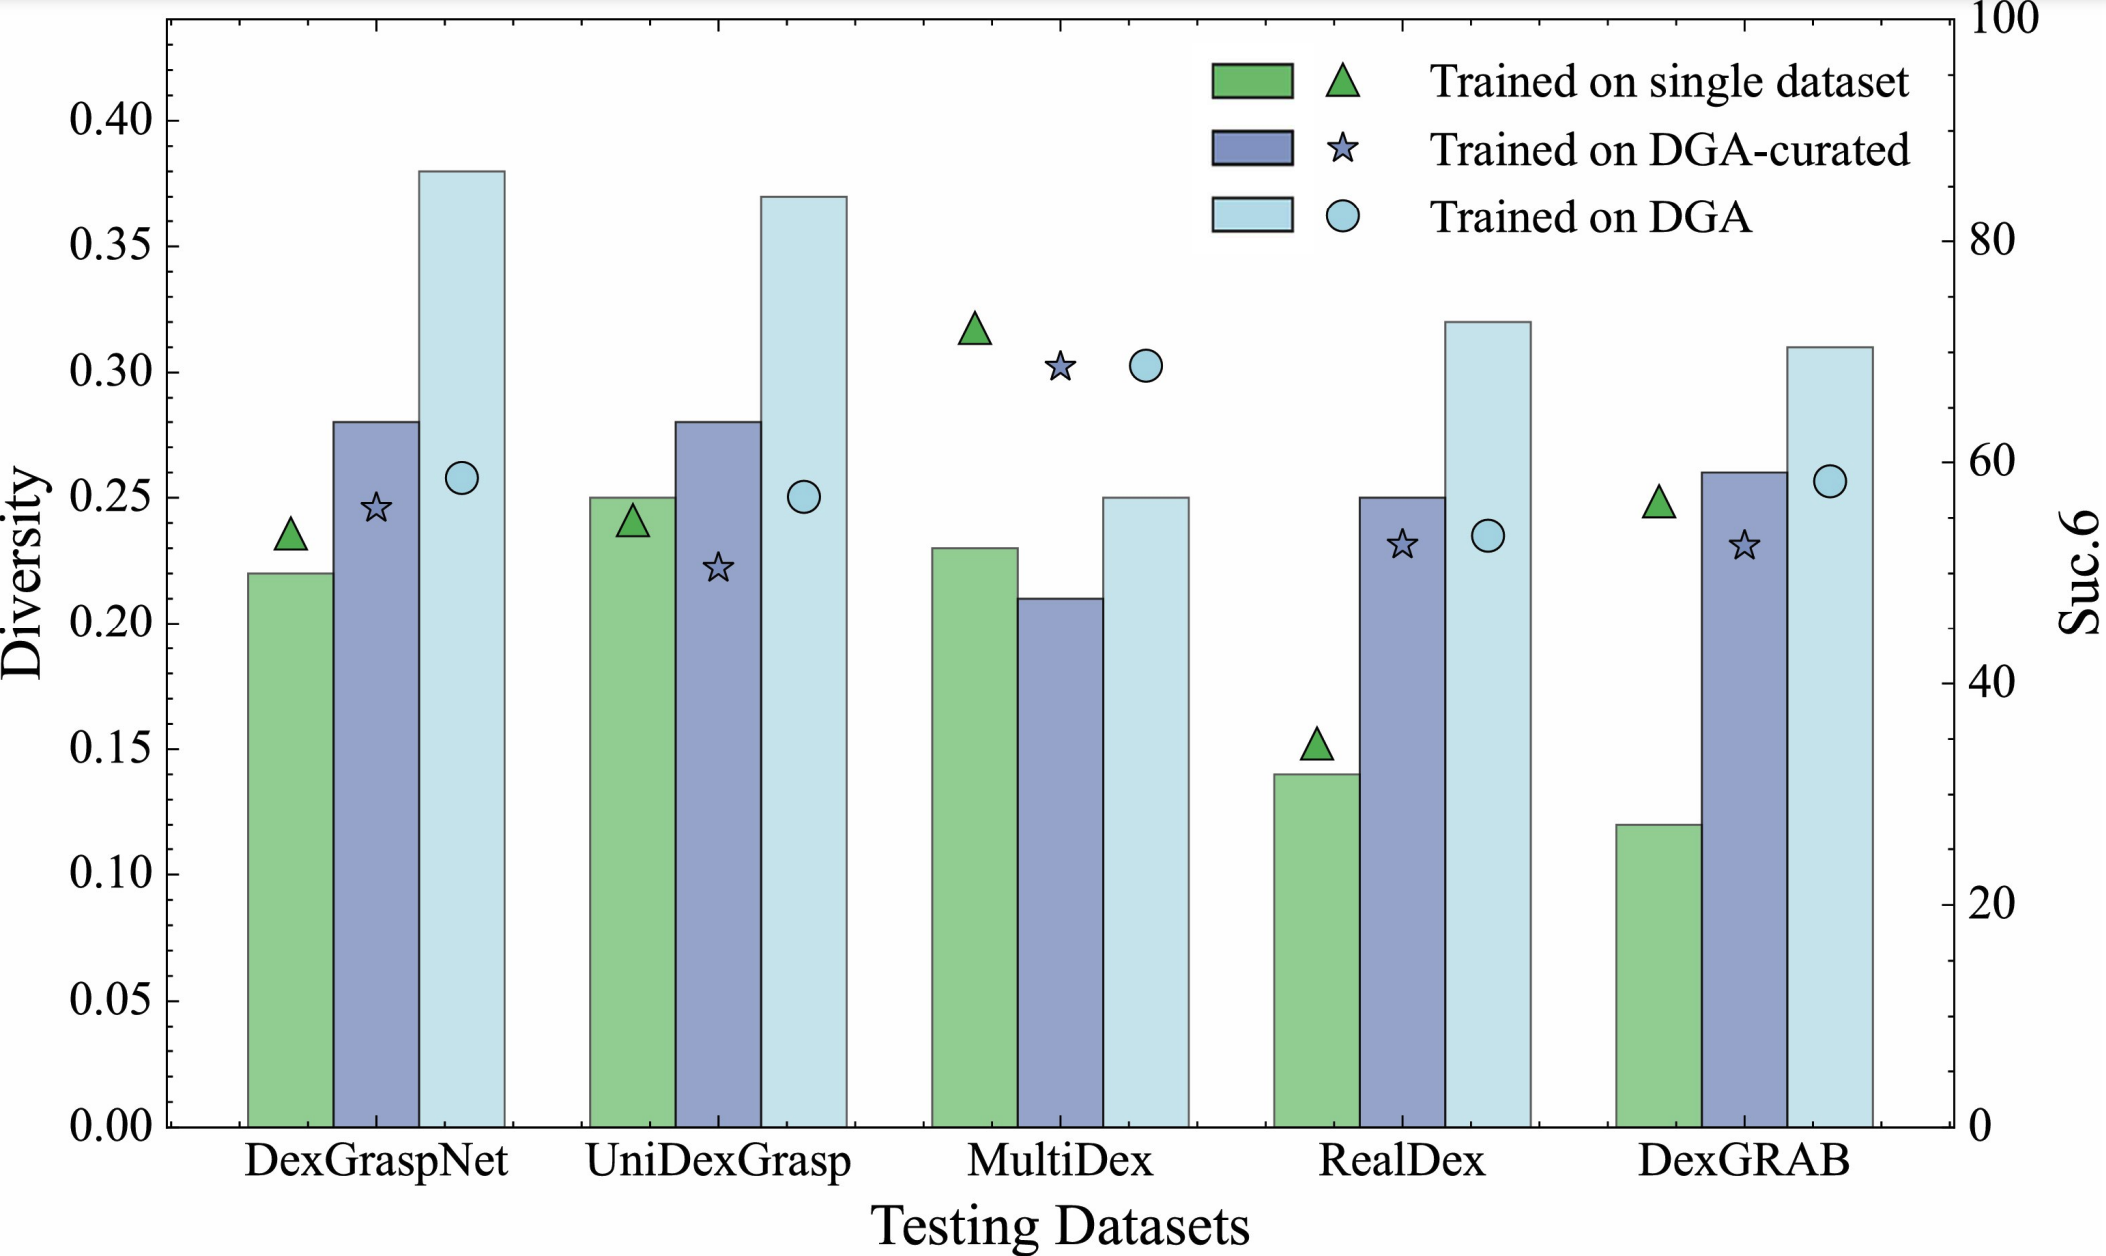 Trained on single dataset
Trained on DGA-curated
Trained on DGA
Diversity
0.40
0.35
0.30
0.25
0.20
0.15
0.10
0.05
0.00
100
80
60
40
20
0
Suc.6
DexGraspNet
UniDexGrasp
MultiDex
RealDex
DexGRAB
Testing Datasets